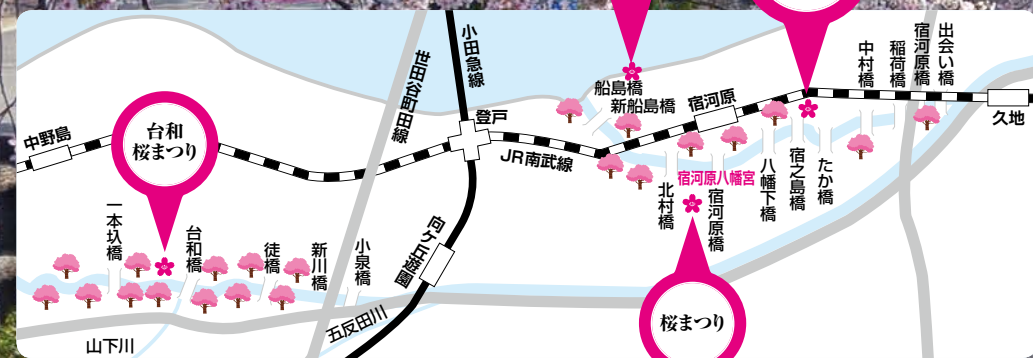 中野島
台和
桜まつり
世田谷町田線
小田急線
登戸
JR南武線
船島橋
新船島橋
宿河原
中村橋
稲荷橋
宿河原橋
出会い橋
久地
宿河原八幡宮
北村橋
宿河原橋
八幡下橋
宿之島橋
たか橋
一本圦橋
台和橋
徒橋
新川橋
小泉橋
向ケ丘遊園
五反田川
山下川
桜まつり